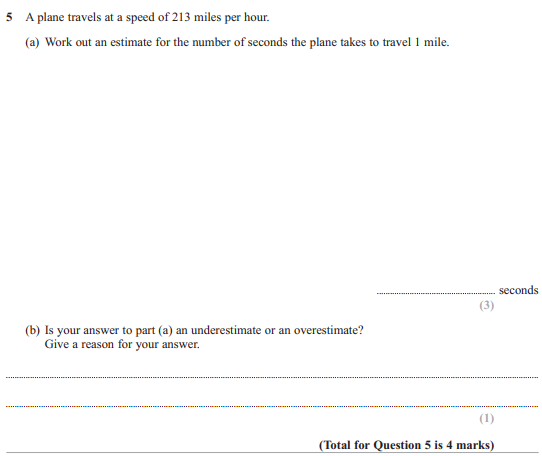 5 A plane travels at a speed of 213 miles per hour.
(a) Work out an estimate for the number of seconds the plane takes to travel 1 mile.
seconds
(3)
(b) Is your answer to part (a) an underestimate or an overestimate?
Give a reason for your answer.
(1)
(Total for Question 5 is 4 marks)